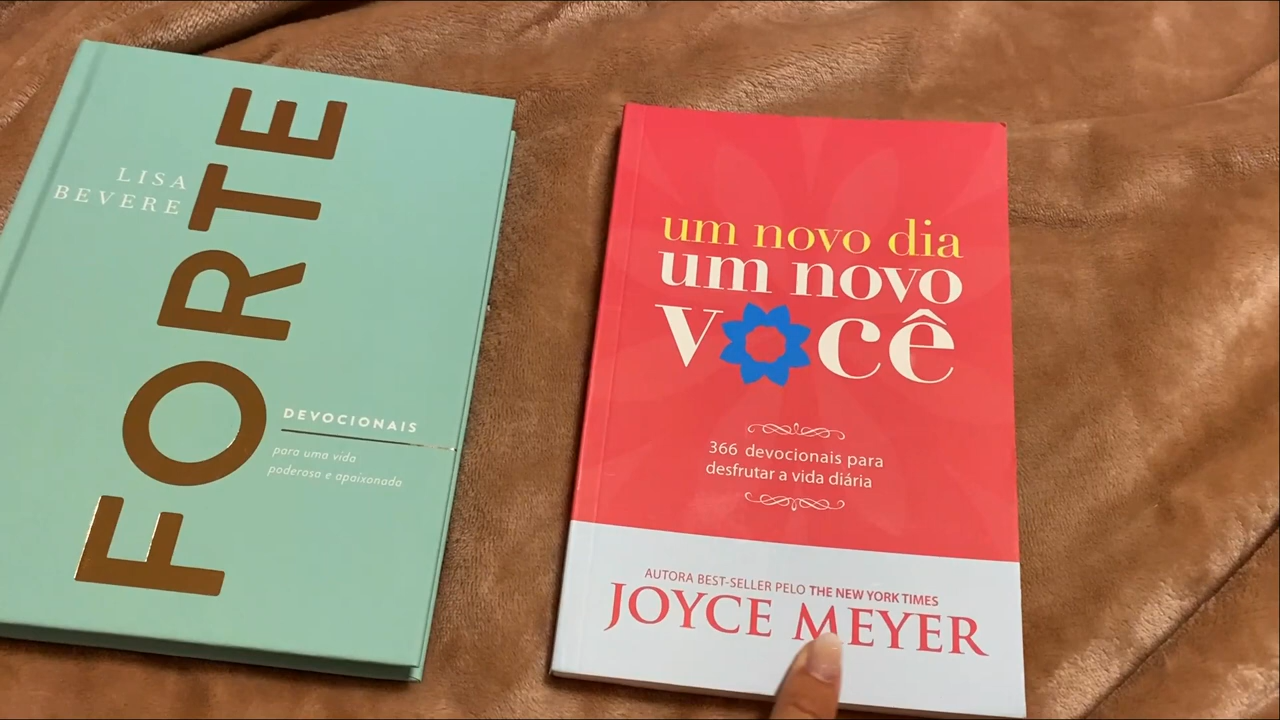 LISA
BEVERE
FORTE
DEVOCIONAIS
para uma vida
poderosa e apaixonada
um novo dia
um novo
você
366 devocionais para
desfrutar a vida diária
AUTORA BEST-SELLER PELO THE NEW YORK TIMES
JOYCE MEYER